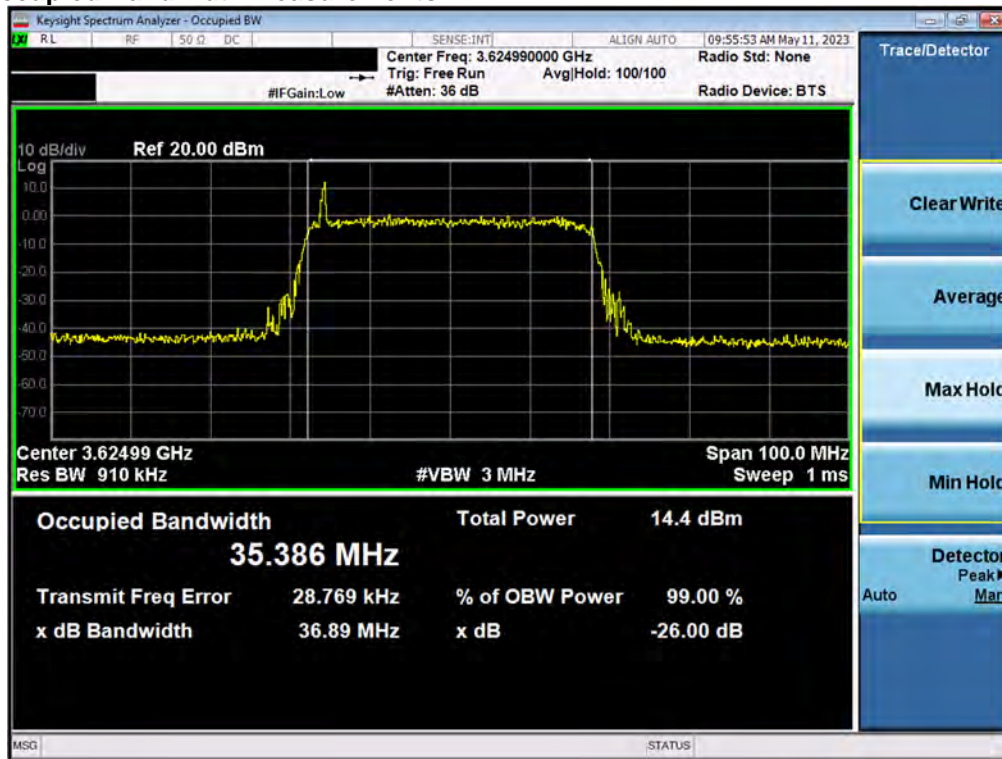 Keysight Spectrum Analyzer - Occupied BW
LXI RL RF 50 Ω DC SENSE:INT ALIGN AUTO 09:55:53 AM May 11, 2023
Center Freq: 3.624990000 GHz Radio Std: None
Trig: Free Run Avg|Hold: 100/100
#IFGain:Low #Atten: 36 dB Radio Device: BTS
10 dB/div Ref 20.00 dBm
Log
10.0
0.00
-10.0
-20.0
-30.0
-40.0
-50.0
-60.0
-70.0
Center 3.62499 GHz Span 100.0 MHz
Res BW 910 kHz #VBW 3 MHz Sweep 1 ms
Occupied Bandwidth Total Power 14.4 dBm
35.386 MHz
Transmit Freq Error 28.769 kHz % of OBW Power 99.00 %
x dB Bandwidth 36.89 MHz x dB -26.00 dB
MSG STATUS
Trace/Detector
Clear Write
Average
Max Hold
Min Hold
Detector
Peak
Auto Man